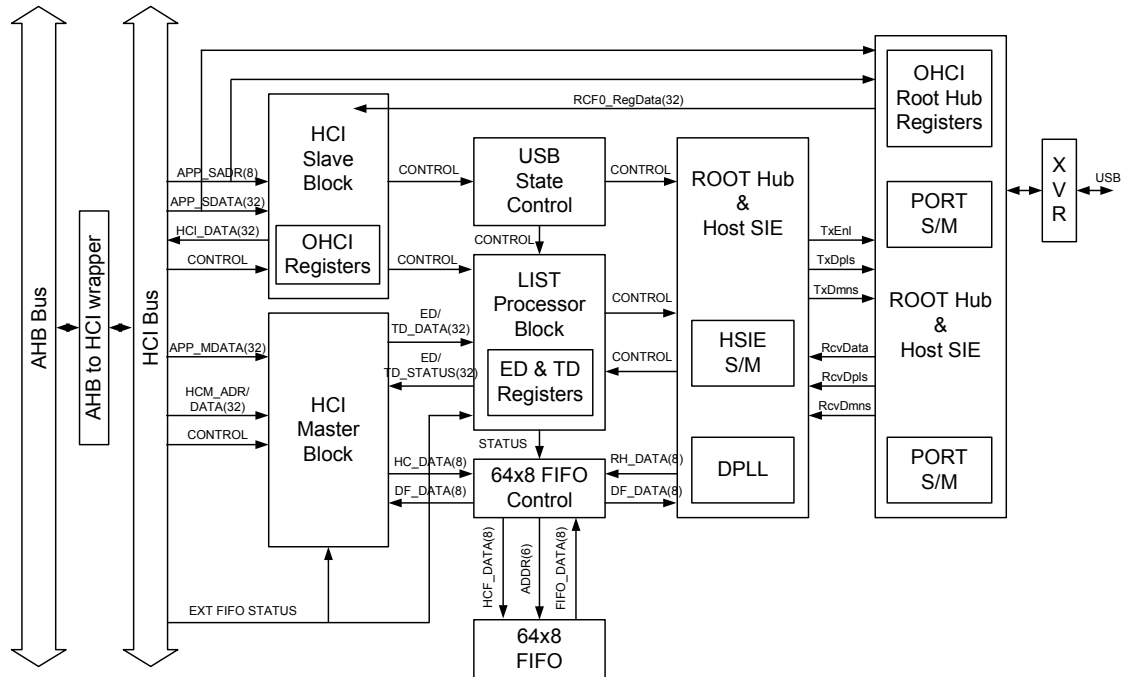 AHB Bus
AHB to HCI wrapper
HCI Bus
APP_SADR(8)
APP_SDATA(32)
HCI_DATA(32)
CONTROL
APP_MDATA(32)
HCM_ADR/
DATA(32)
CONTROL
EXT FIFO STATUS
HCI
Slave
Block
OHCI
Registers
HCI
Master
Block
RCF0_RegData(32)
CONTROL
CONTROL
ED/
TD_DATA(32)
ED/
TD_STATUS(32)
HC_DATA(8)
DF_DATA(8)
USB
State
Control
CONTROL
LIST
Processor
Block
ED & TD
Registers
STATUS
64x8 FIFO
Control
HCF_DATA(8)
ADDR(6)
FIFO_DATA(8)
64x8
FIFO
CONTROL
CONTROL
CONTROL
RH_DATA(8)
DF_DATA(8)
ROOT Hub
&
Host SIE
HSIE
S/M
DPLL
TxEnl
TxDpls
TxDmns
RcvData
RcvDpls
RcvDmns
OHCI
Root Hub
Registers
PORT
S/M
ROOT Hub
&
Host SIE
PORT
S/M
X
V
R
USB